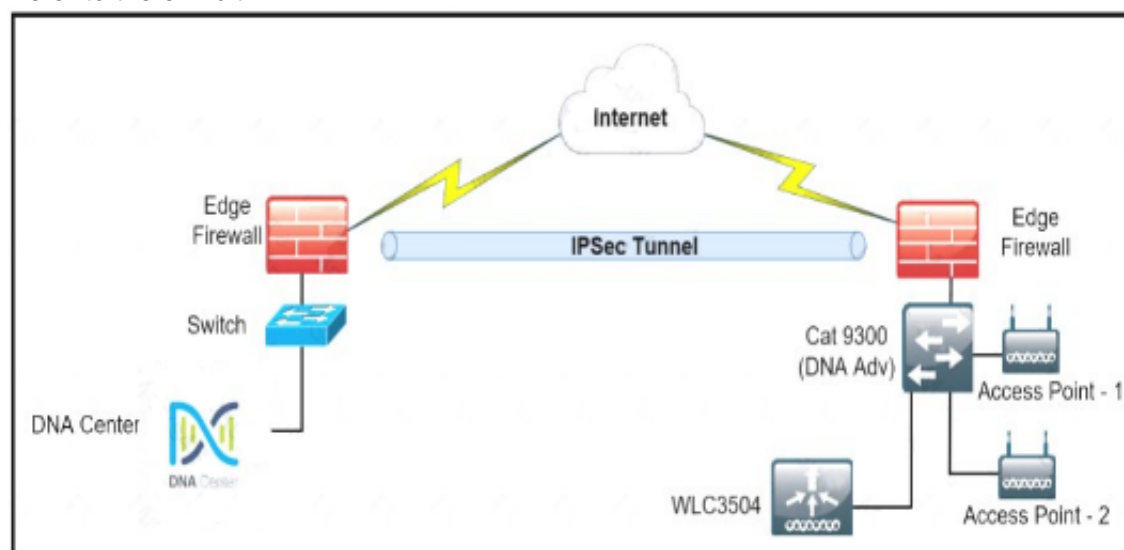 Internet
Edge
Firewall
IPSec Tunnel
Edge
Firewall
Switch
Cat 9300
(DNA Adv)
Access Point - 1
DNA Center
DNA Center
WLC3504
Access Point - 2